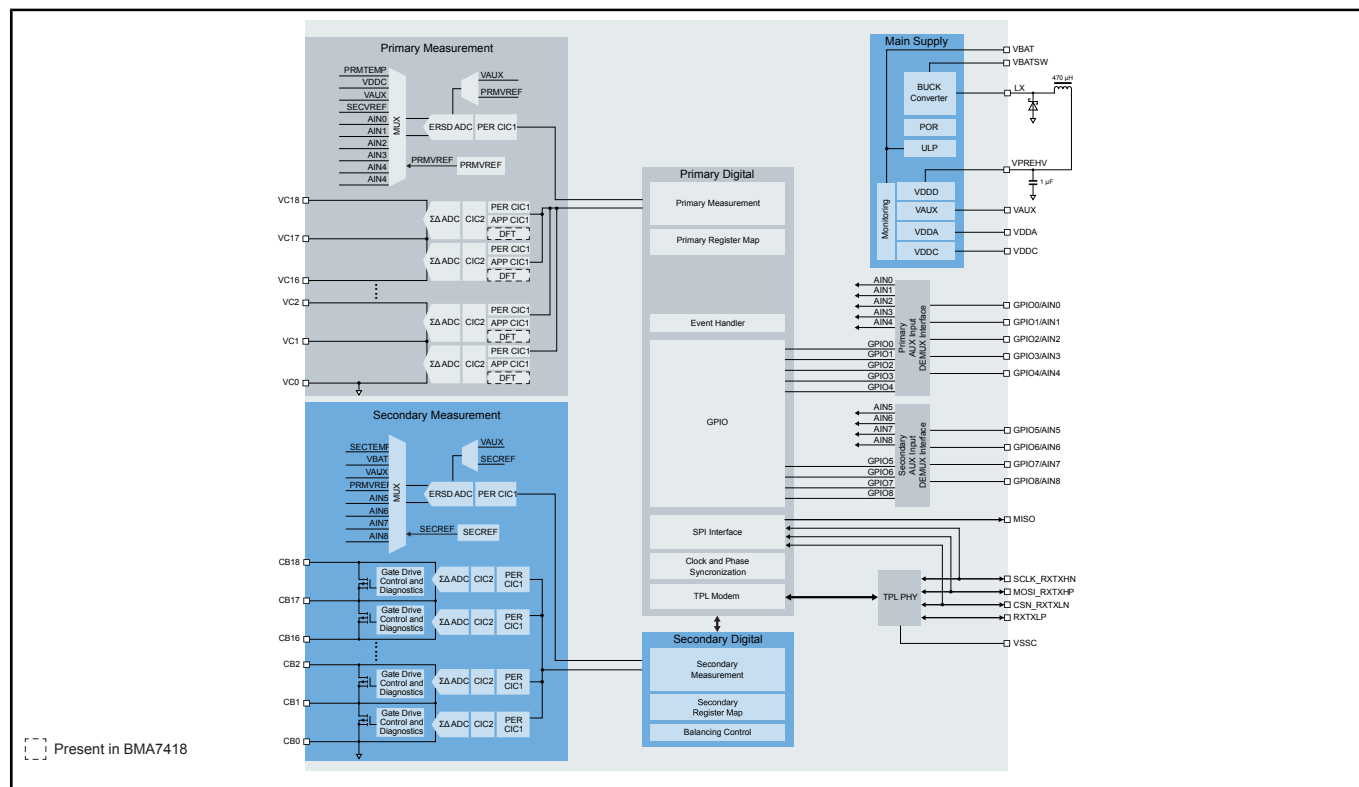 Primary Measurement
PRMTEMP
VDDC
VAUX
SECVREF
AIN0
AIN1
AIN2
AIN3
AIN4
AIN4
MUX
VAUX
PRMVREF
ERSD ADC
PER CIC1
PRMVREF
PRMVREF
VC18
VC17
VC16
VC2
VC1
VC0
ΣΔ ADC
CIC2
PER CIC1
APP CIC1
DFT
ΣΔ ADC
CIC2
PER CIC1
APP CIC1
DFT
ΣΔ ADC
CIC2
PER CIC1
APP CIC1
DFT
ΣΔ ADC
CIC2
PER CIC1
APP CIC1
DFT
Secondary Measurement
SECTEMP
VBAT
VAUX
PRMVREF
AIN5
AIN6
AIN7
AIN8
MUX
VAUX
SECREF
ERSD ADC
PER CIC1
SECREF
SECREF
CB18
CB17
CB16
CB2
CB1
CB0
Gate Drive
Control and
Diagnostics
ΣΔ ADC
CIC2
PER
CIC1
Gate Drive
Control and
Diagnostics
ΣΔ ADC
CIC2
PER
CIC1
Gate Drive
Control and
Diagnostics
ΣΔ ADC
CIC2
PER
CIC1
Gate Drive
Control and
Diagnostics
ΣΔ ADC
CIC2
PER
CIC1
Primary Digital
Primary Measurement
Primary Register Map
Event Handler
GPIO
SPI Interface
Clock and Phase
Syncronization
TPL Modem
Secondary Digital
Secondary
Measurement
Secondary
Register Map
Balancing Control
Main Supply
BUCK
Converter
POR
ULP
Monitoring
VDDD
VAUX
VDDA
VDDC
VBAT
VBATSW
LX
470 µH
VPREHV
1 µF
VAUX
VDDA
VDDC
AIN0
AIN1
AIN2
AIN3
AIN4
GPIO0
GPIO1
GPIO2
GPIO3
GPIO4
Primary
AUX Input
DEMUX Interface
GPIO0/AIN0
GPIO1/AIN1
GPIO2/AIN2
GPIO3/AIN3
GPIO4/AIN4
AIN5
AIN6
AIN7
AIN8
GPIO5
GPIO6
GPIO7
GPIO8
Secondary
AUX Input
DEMUX Interface
GPIO5/AIN5
GPIO6/AIN6
GPIO7/AIN7
GPIO8/AIN8
MISO
TPL PHY
SCLK_RXTXHN
MOSI_RXTXHP
CSN_RXTXLN
RXTXLP
VSSC
Present in BMA7418